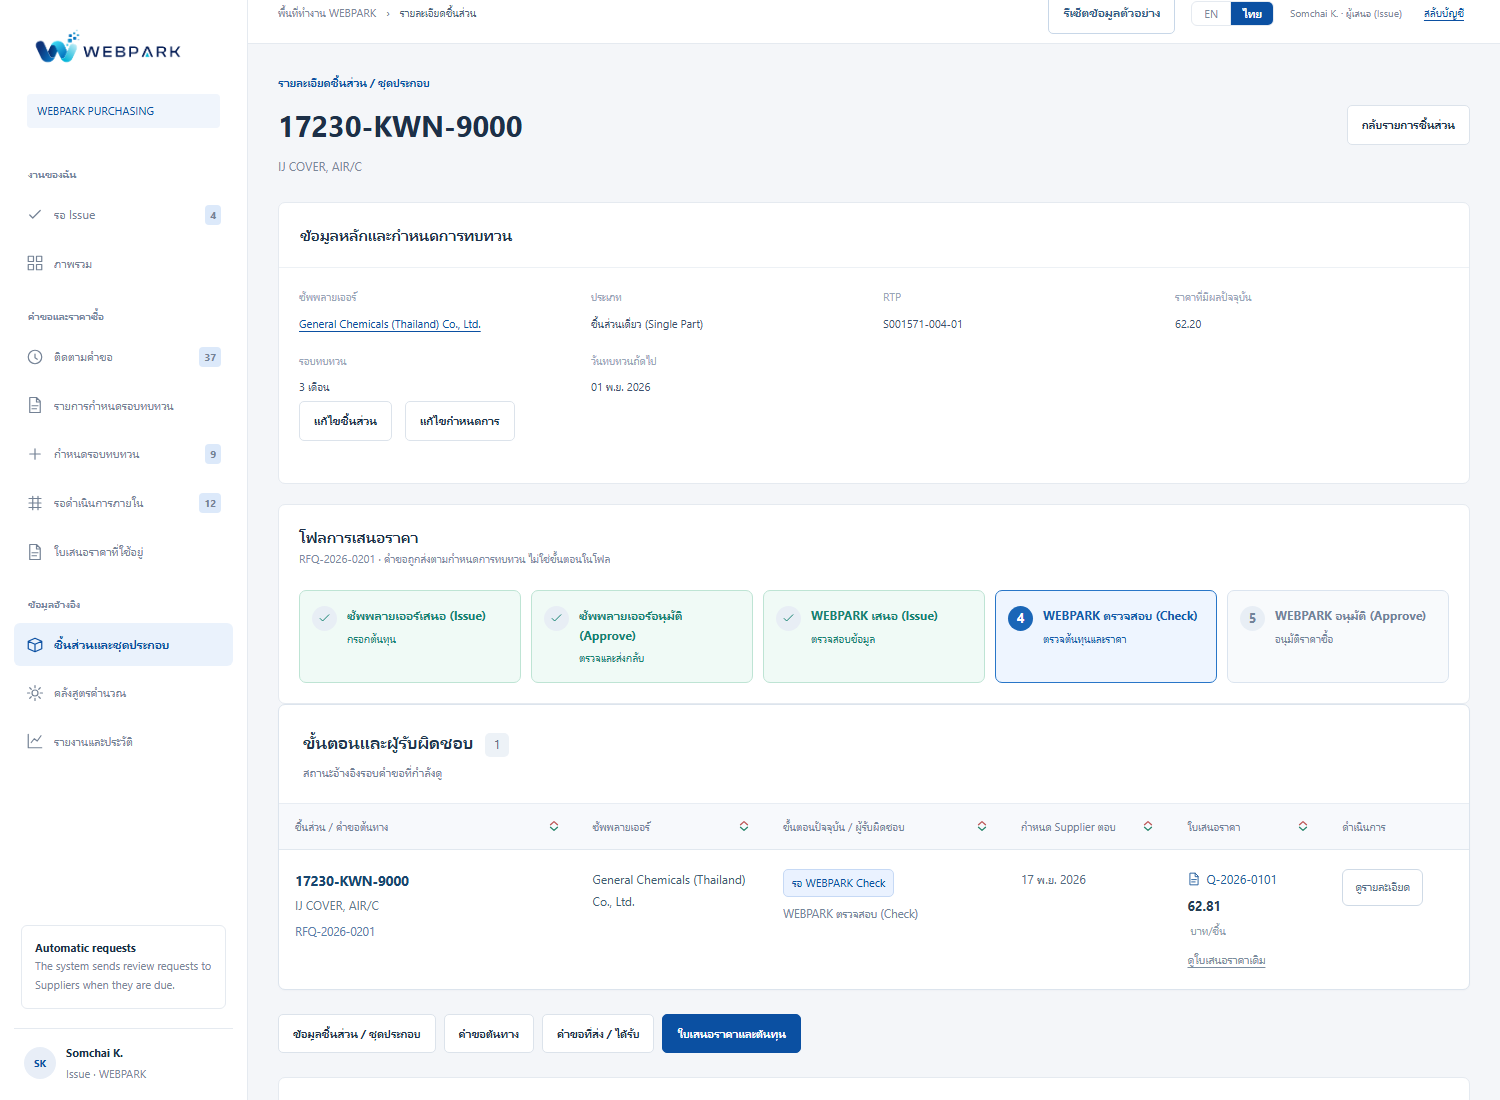 พื้นที่ทำงาน WEBPARK › รายละเอียดชิ้นส่วน
รีเซ็ตข้อมูลตัวอย่าง
EN
ไทย
Somchai K. · ผู้เสนอ (Issue)
สลับบัญชี
WEBPARK
WEBPARK PURCHASING
งานของฉัน
รอ Issue 4
ภาพรวม
คำขอและราคาซื้อ
ติดตามคำขอ 37
รายการกำหนดรอบทบทวน
กำหนดรอบทบทวน 9
รอดำเนินการภายใน 12
ใบเสนอราคาที่ใช้อยู่
ข้อมูลอ้างอิง
ชิ้นส่วนและชุดประกอบ
คลังสูตรคำนวณ
รายงานและประวัติ
Automatic requests
The system sends review requests to
Suppliers when they are due.
SK
Somchai K.
Issue · WEBPARK
รายละเอียดชิ้นส่วน / ชุดประกอบ
17230-KWN-9000
IJ COVER, AIR/C
กลับรายการชิ้นส่วน
ข้อมูลหลักและกำหนดการทบทวน
ซัพพลายเออร์
General Chemicals (Thailand) Co., Ltd.
ประเภท
ชิ้นส่วนเดี่ยว (Single Part)
RTP
S001571-004-01
ราคาที่มีผลปัจจุบัน
62.20
รอบทบทวน
3 เดือน
วันทบทวนถัดไป
01 พ.ย. 2026
แก้ไขชิ้นส่วน
แก้ไขกำหนดการ
โฟลการเสนอราคา
RFQ-2026-0201 · คำขอถูกส่งตามกำหนดการทบทวน ไม่ใช่ขั้นตอนในโฟล
ซัพพลายเออร์เสนอ (Issue)
กรอกต้นทุน
ซัพพลายเออร์อนุมัติ
(Approve)
ตรวจและส่งกลับ
WEBPARK เสนอ (Issue)
ตรวจสอบข้อมูล
4 WEBPARK ตรวจสอบ (Check)
ตรวจต้นทุนและราคา
5 WEBPARK อนุมัติ (Approve)
อนุมัติราคาซื้อ
ขั้นตอนและผู้รับผิดชอบ 1
สถานะอ้างอิงรอบคำขอที่กำลังดู
ชิ้นส่วน / คำขอต้นทาง
ซัพพลายเออร์
ขั้นตอนปัจจุบัน / ผู้รับผิดชอบ
กำหนด Supplier ตอบ
ใบเสนอราคา
ดำเนินการ
17230-KWN-9000
IJ COVER, AIR/C
RFQ-2026-0201
General Chemicals (Thailand)
Co., Ltd.
รอ WEBPARK Check
WEBPARK ตรวจสอบ (Check)
17 พ.ย. 2026
Q-2026-0101
62.81
บาท/ชิ้น
ดูใบเสนอราคาเดิม
ดูรายละเอียด
ข้อมูลชิ้นส่วน / ชุดประกอบ
คำขอต้นทาง
คำขอที่ส่ง / ได้รับ
ใบเสนอราคาและต้นทุน